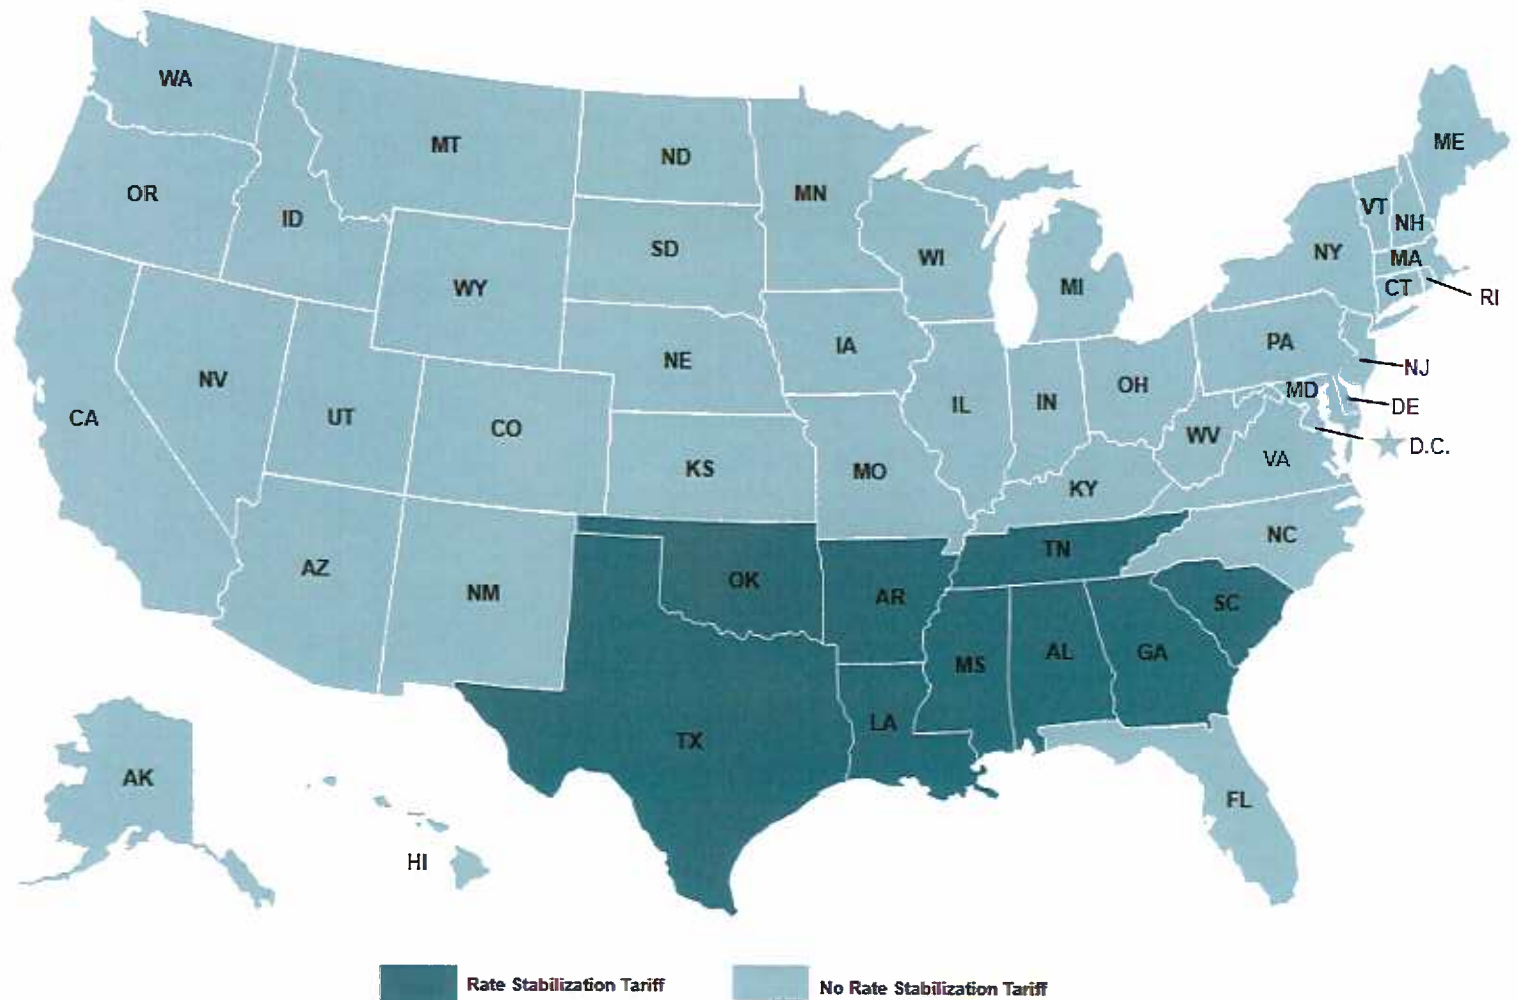 WA
MT
ND
ME
OR
ID
MN
VT
NH
SD
WI
NY
MA
WY
MI
CT
RI
IA
PA
NE
NJ
NV
OH
MD
IL
IN
DE
CA
UT
CO
WV
D.C.
KS
MO
VA
KY
NC
TN
AZ
OK
NM
AR
SC
MS
AL
GA
LA
TX
AK
FL
HI
Rate Stabilization Tariff
No Rate Stabilization Tariff